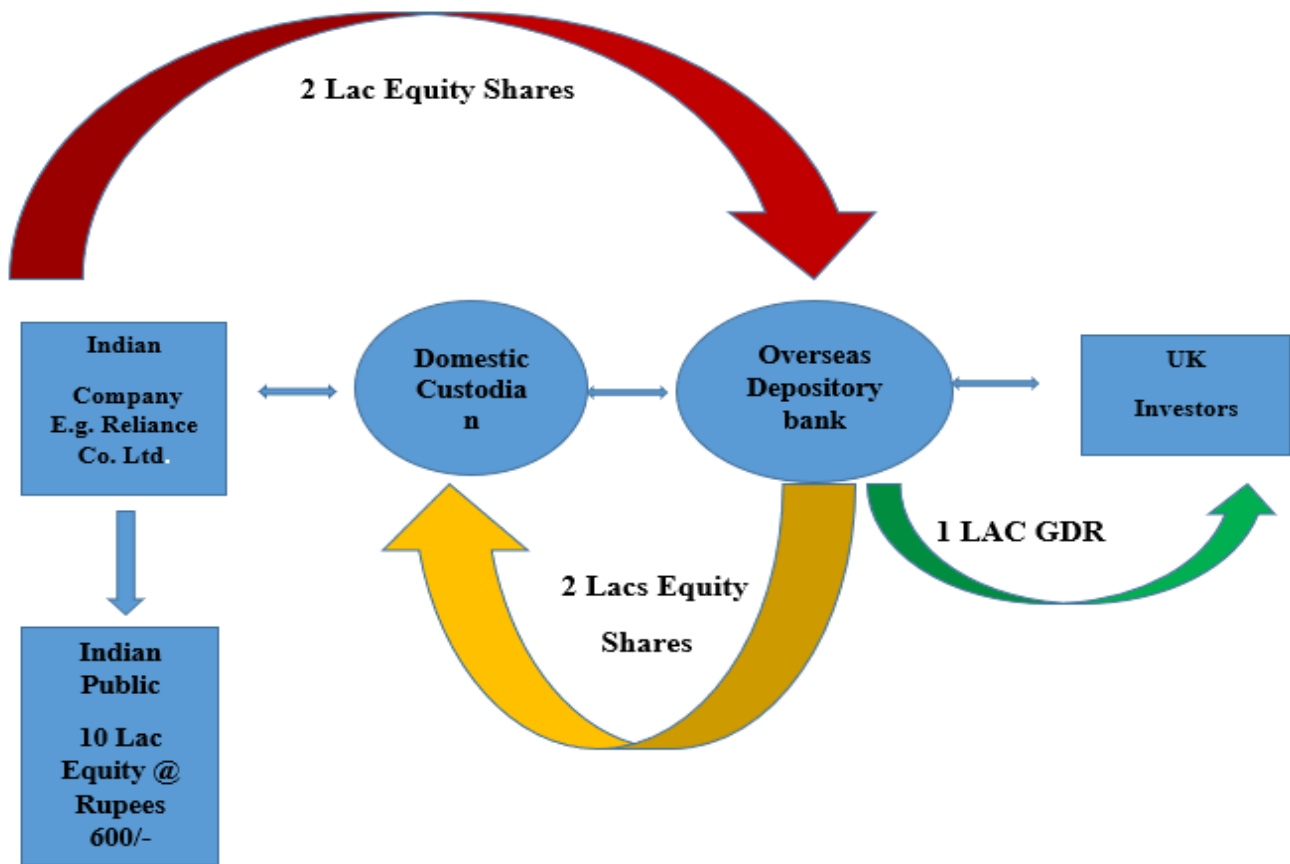 2 Lac Equity Shares
Indian
Company
E.g. Reliance
Co. Ltd.
Domestic
Custodia
n
Overseas
Depository
bank
UK
Investors
1 LAC GDR
2 Lacs Equity
Shares
Indian
Public
10 Lac
Equity @
Rupees
600/-